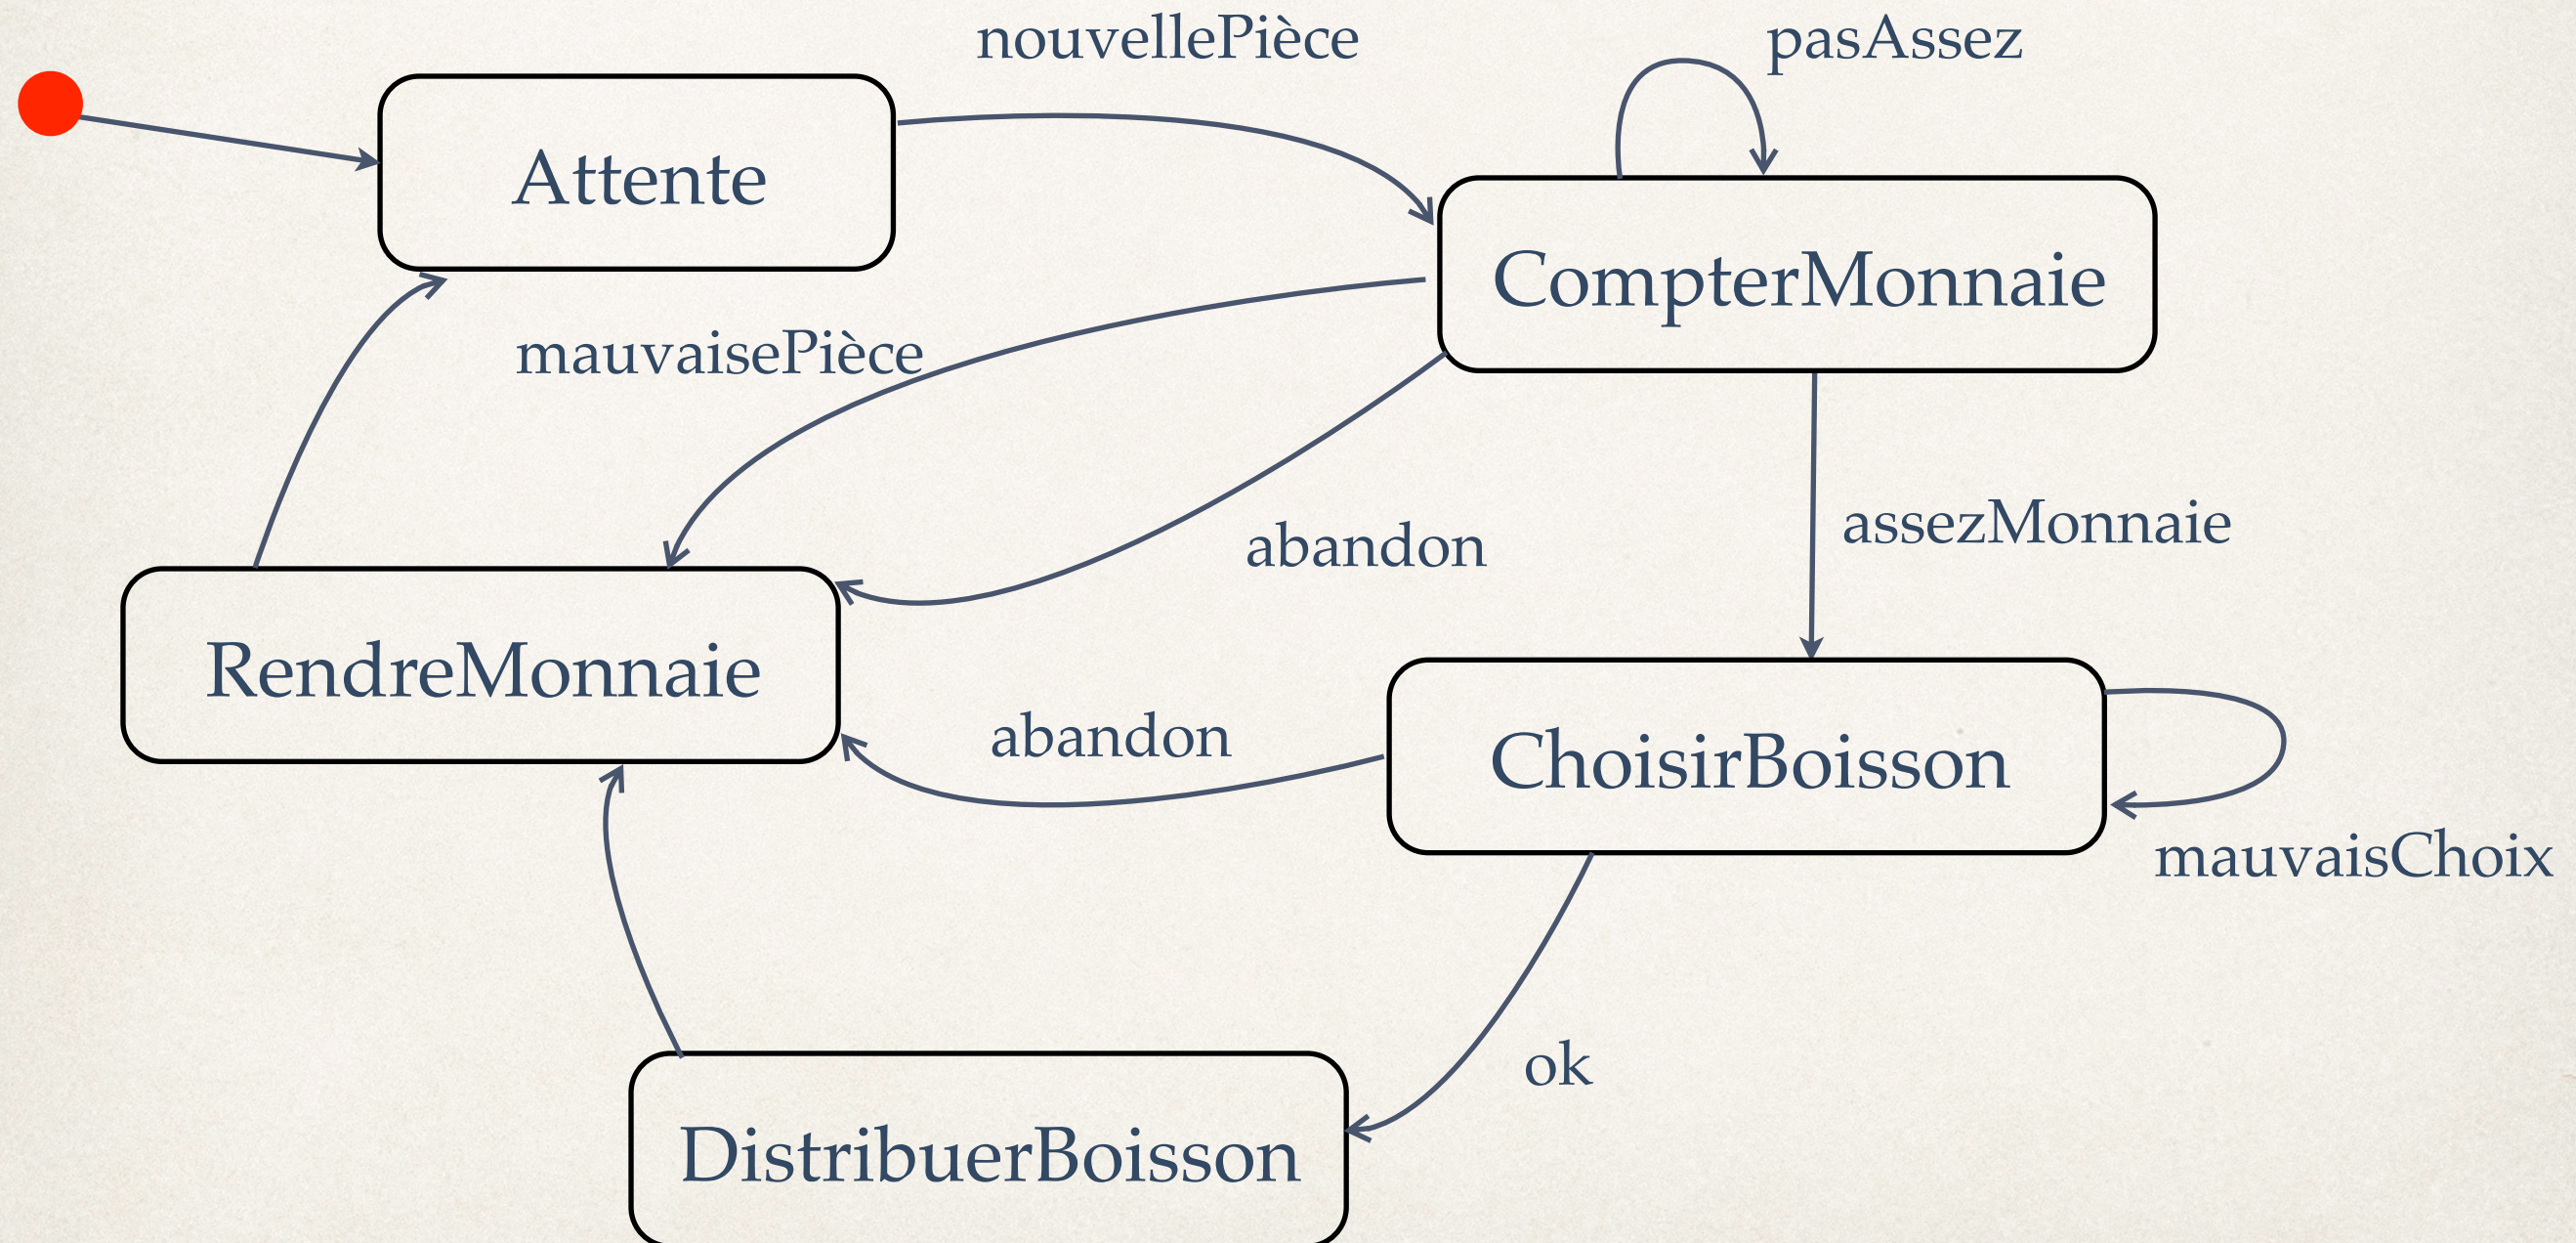 nouvellePièce
pasAssez
Attente
CompterMonnaie
mauvaisePièce
assezMonnaie
abandon
RendreMonnaie
abandon
ChoisirBoisson
mauvaisChoix
ok
DistribuerBoisson